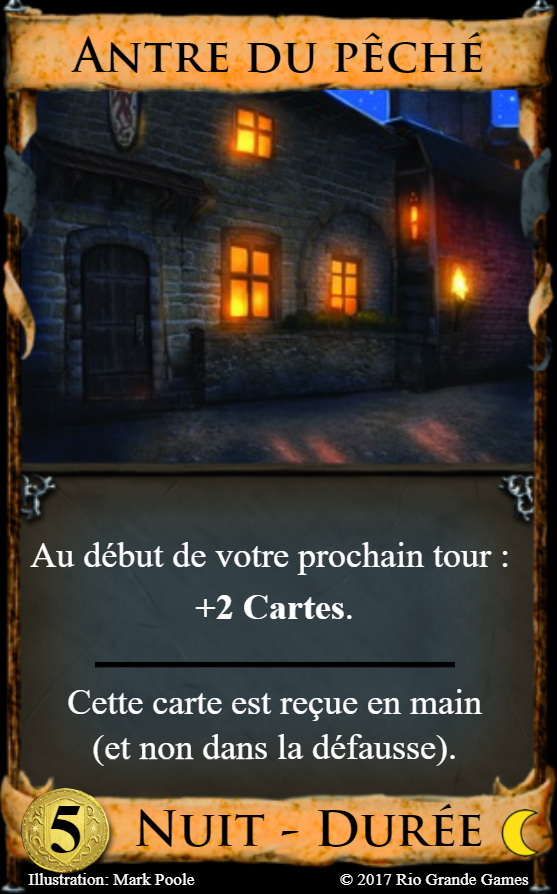 Antre du pêché
Au début de votre prochain tour :
+2 Cartes.
Cette carte est reçue en main
(et non dans la défausse).
5 Nuit - Durée
Illustration: Mark Poole © 2017 Rio Grande Games